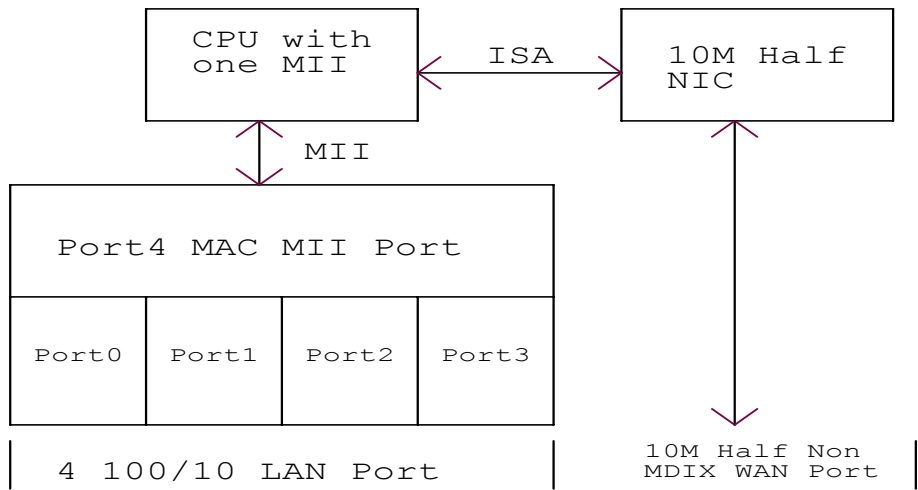 CPU with
one MII
ISA
10M Half
NIC
MII
Port4 MAC MII Port
Port0
Port1
Port2
Port3
4 100/10 LAN Port
10M Half Non
MDIX WAN Port